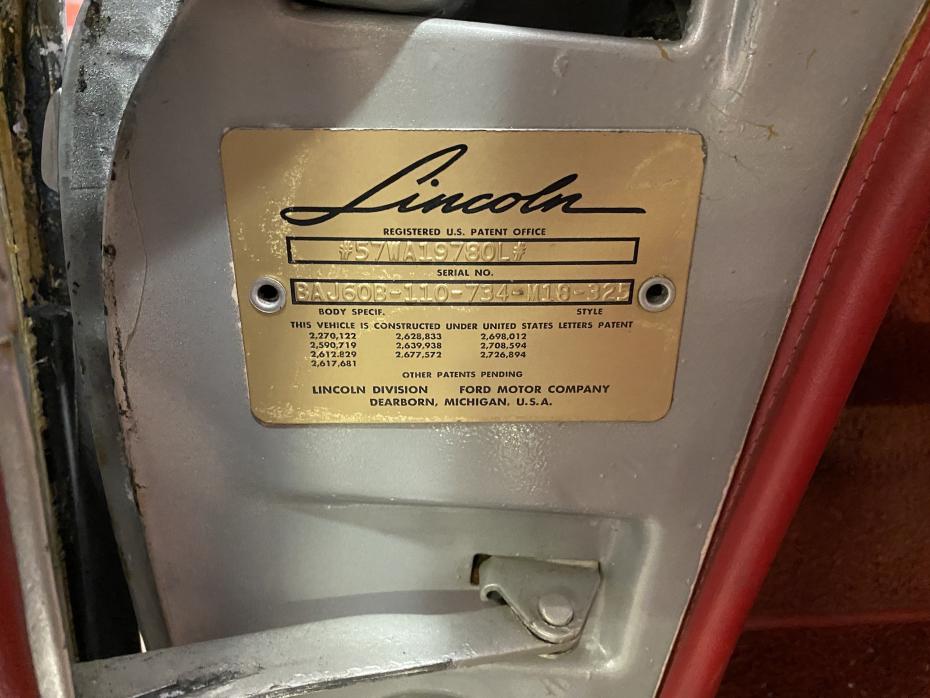 Lincoln
REGISTERED U.S. PATENT OFFICE
#57WA19780L#
SERIAL NO.
BAJ60B-110-734-M18-325
BODY SPECIF. STYLE
THIS VEHICLE IS CONSTRUCTED UNDER UNITED STATES LETTERS PATENT
2,270,122 2,628,833 2,698,012
2,590,719 2,639,938 2,708,594
2,612,829 2,677,572 2,726,894
2,617,681
OTHER PATENTS PENDING
LINCOLN DIVISION FORD MOTOR COMPANY
DEARBORN, MICHIGAN, U.S.A.